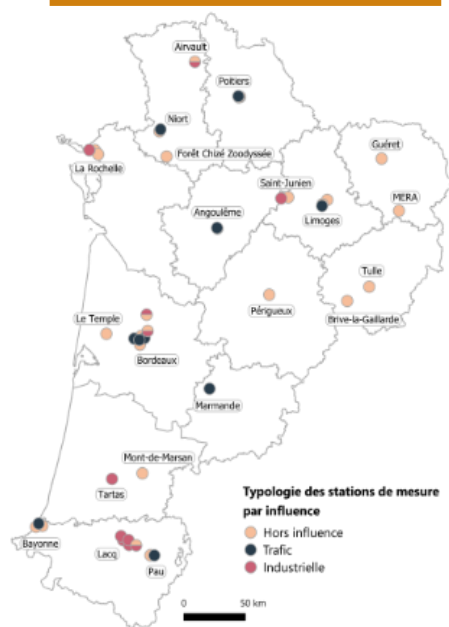 Airvault
Poitiers
Niort
Forêt Chizé Zoodyssée
La Rochelle
Guéret
Saint-Junien
MERA
Angoulême
Limoges
Tulle
Périgueux
Brive-la-Gaillarde
Le Temple
Bordeaux
Marmande
Mont-de-Marsan
Tartas
Typologie des stations de mesure
par influence
Hors influence
Trafic
Industrielle
Bayonne
Lacq
Pau
0
50 km